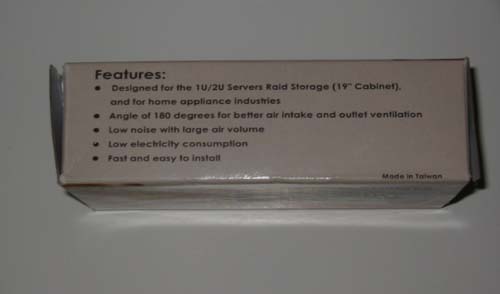 Features:
• Designed for the 1U/2U Servers Raid Storage (19" Cabinet),
and for home appliance industries
• Angle of 180 degrees for better air intake and outlet ventilation
• Low noise with large air volume
• Low electricity consumption
• Fast and easy to install
Made in Taiwan